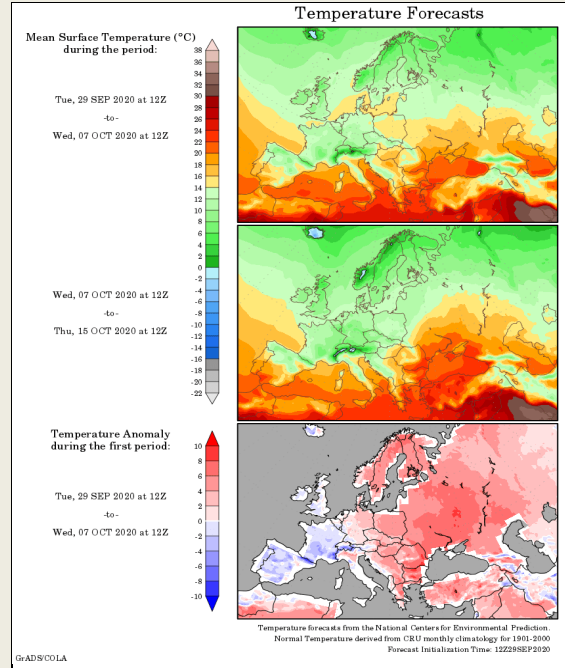 Temperature Forecasts
Mean Surface Temperature (°C)
during the period:
Tue, 29 SEP 2020 at 12Z
-to-
Wed, 07 OCT 2020 at 12Z
38
36
34
32
30
28
26
24
22
20
18
16
14
12
10
8
6
4
2
0
-2
-4
-6
-8
-10
-12
-14
-16
-18
-20
-22
Wed, 07 OCT 2020 at 12Z
-to-
Thu, 15 OCT 2020 at 12Z
Temperature Anomaly
during the first period:
Tue, 29 SEP 2020 at 12Z
-to-
Wed, 07 OCT 2020 at 12Z
10
8
6
4
2
0
-2
-4
-6
-8
-10
Temperature forecasts from the National Centers for Environmental Prediction.
Normal Temperature derived from CRU monthly climatology for 1901-2000
Forecast Initialization Time: 12Z29SEP2020
GrADS/COLA